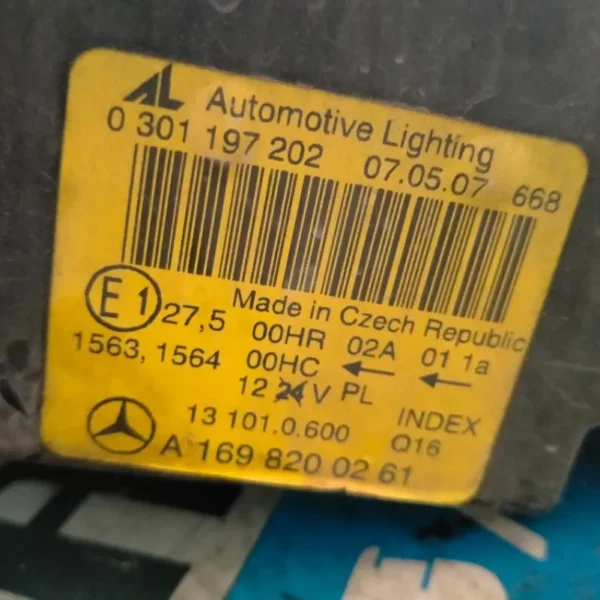 AL Automotive Lighting
0 301 197 202 07.05.07 668
Made in Czech Republic
E1 27,5 00HR 02A 01 1a
1563, 1564 00HC ← ←
12 24 V PL
13 101.0.600 INDEX
Q16
A 169 820 02 61